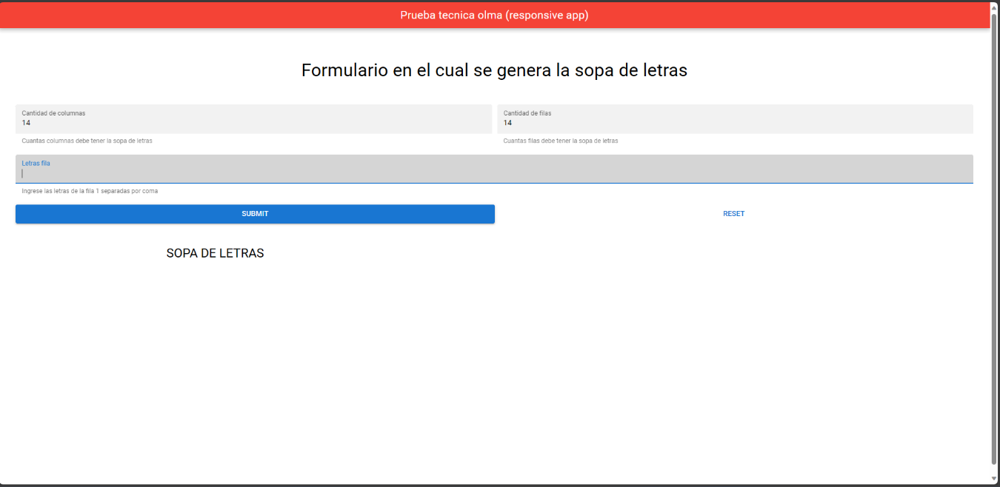 Prueba tecnica olma (responsive app)
Formulario en el cual se genera la sopa de letras
Cantidad de columnas
14
Cuantas columnas debe tener la sopa de letras
Cantidad de filas
14
Cuantas filas debe tener la sopa de letras
Letras fila
Ingrese las letras de la fila 1 separadas por coma
SUBMIT
RESET
SOPA DE LETRAS